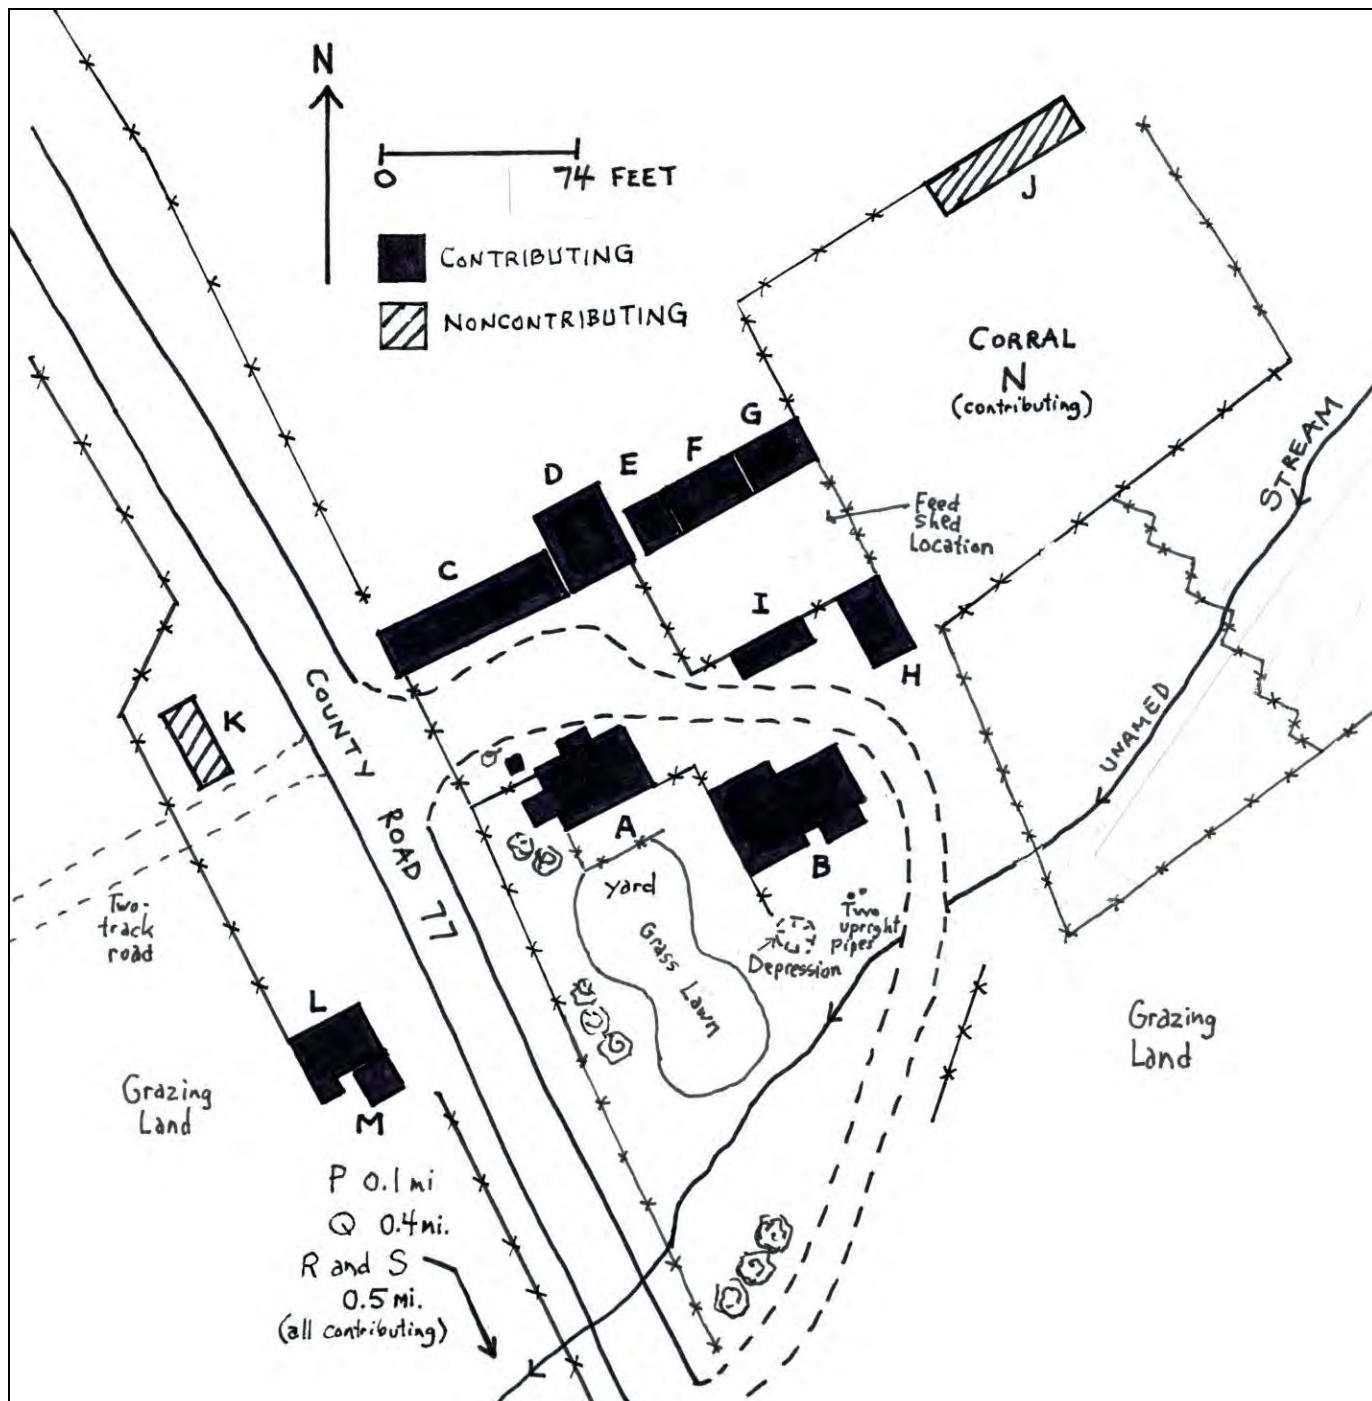 N
0 74 FEET
CONTRIBUTING
NONCONTRIBUTING
J
CORRAL
N
(contributing)
STREAM
UNAMED
G
F
E
D
C
Feed
shed
Location
I
H
K
COUNTY ROAD 77
A
B
yard
Grass Lawn
Two
upright
pipes
Depression
Two-
track
road
L
M
Grazing
Land
Grazing
Land
P 0.1 mi
Q 0.4 mi.
R and S
0.5 mi.
(all contributing)